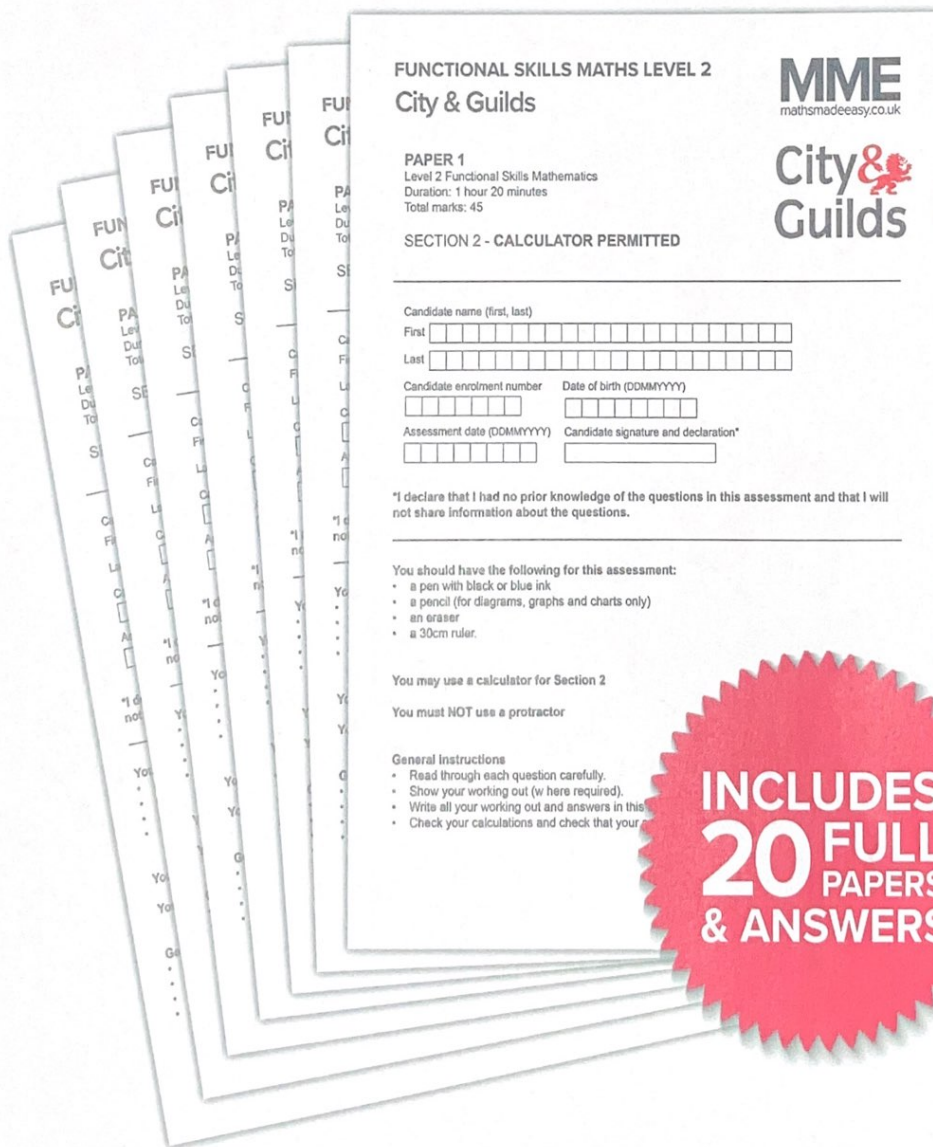 FUNCTIONAL SKILLS MATHS LEVEL 2
City & Guilds
MME
mathsmadeeasy.co.uk
City&
Guilds
PAPER 1
Level 2 Functional Skills Mathematics
Duration: 1 hour 20 minutes
Total marks: 45
SECTION 2 - CALCULATOR PERMITTED
Candidate name (first, last)
First
Last
Candidate enrolment number Date of birth (DDMMYYYY)
Assessment date (DDMMYYYY) Candidate signature and declaration*
*I declare that I had no prior knowledge of the questions in this assessment and that I will
not share information about the questions.
You should have the following for this assessment:
• a pen with black or blue ink
• a pencil (for diagrams, graphs and charts only)
• an eraser
• a 30cm ruler.
You may use a calculator for Section 2
You must NOT use a protractor
General Instructions
• Read through each question carefully.
• Show your working out (w here required).
• Write all your working out and answers in this
• Check your calculations and check that your
INCLUDES
20 FULL
PAPERS
& ANSWERS